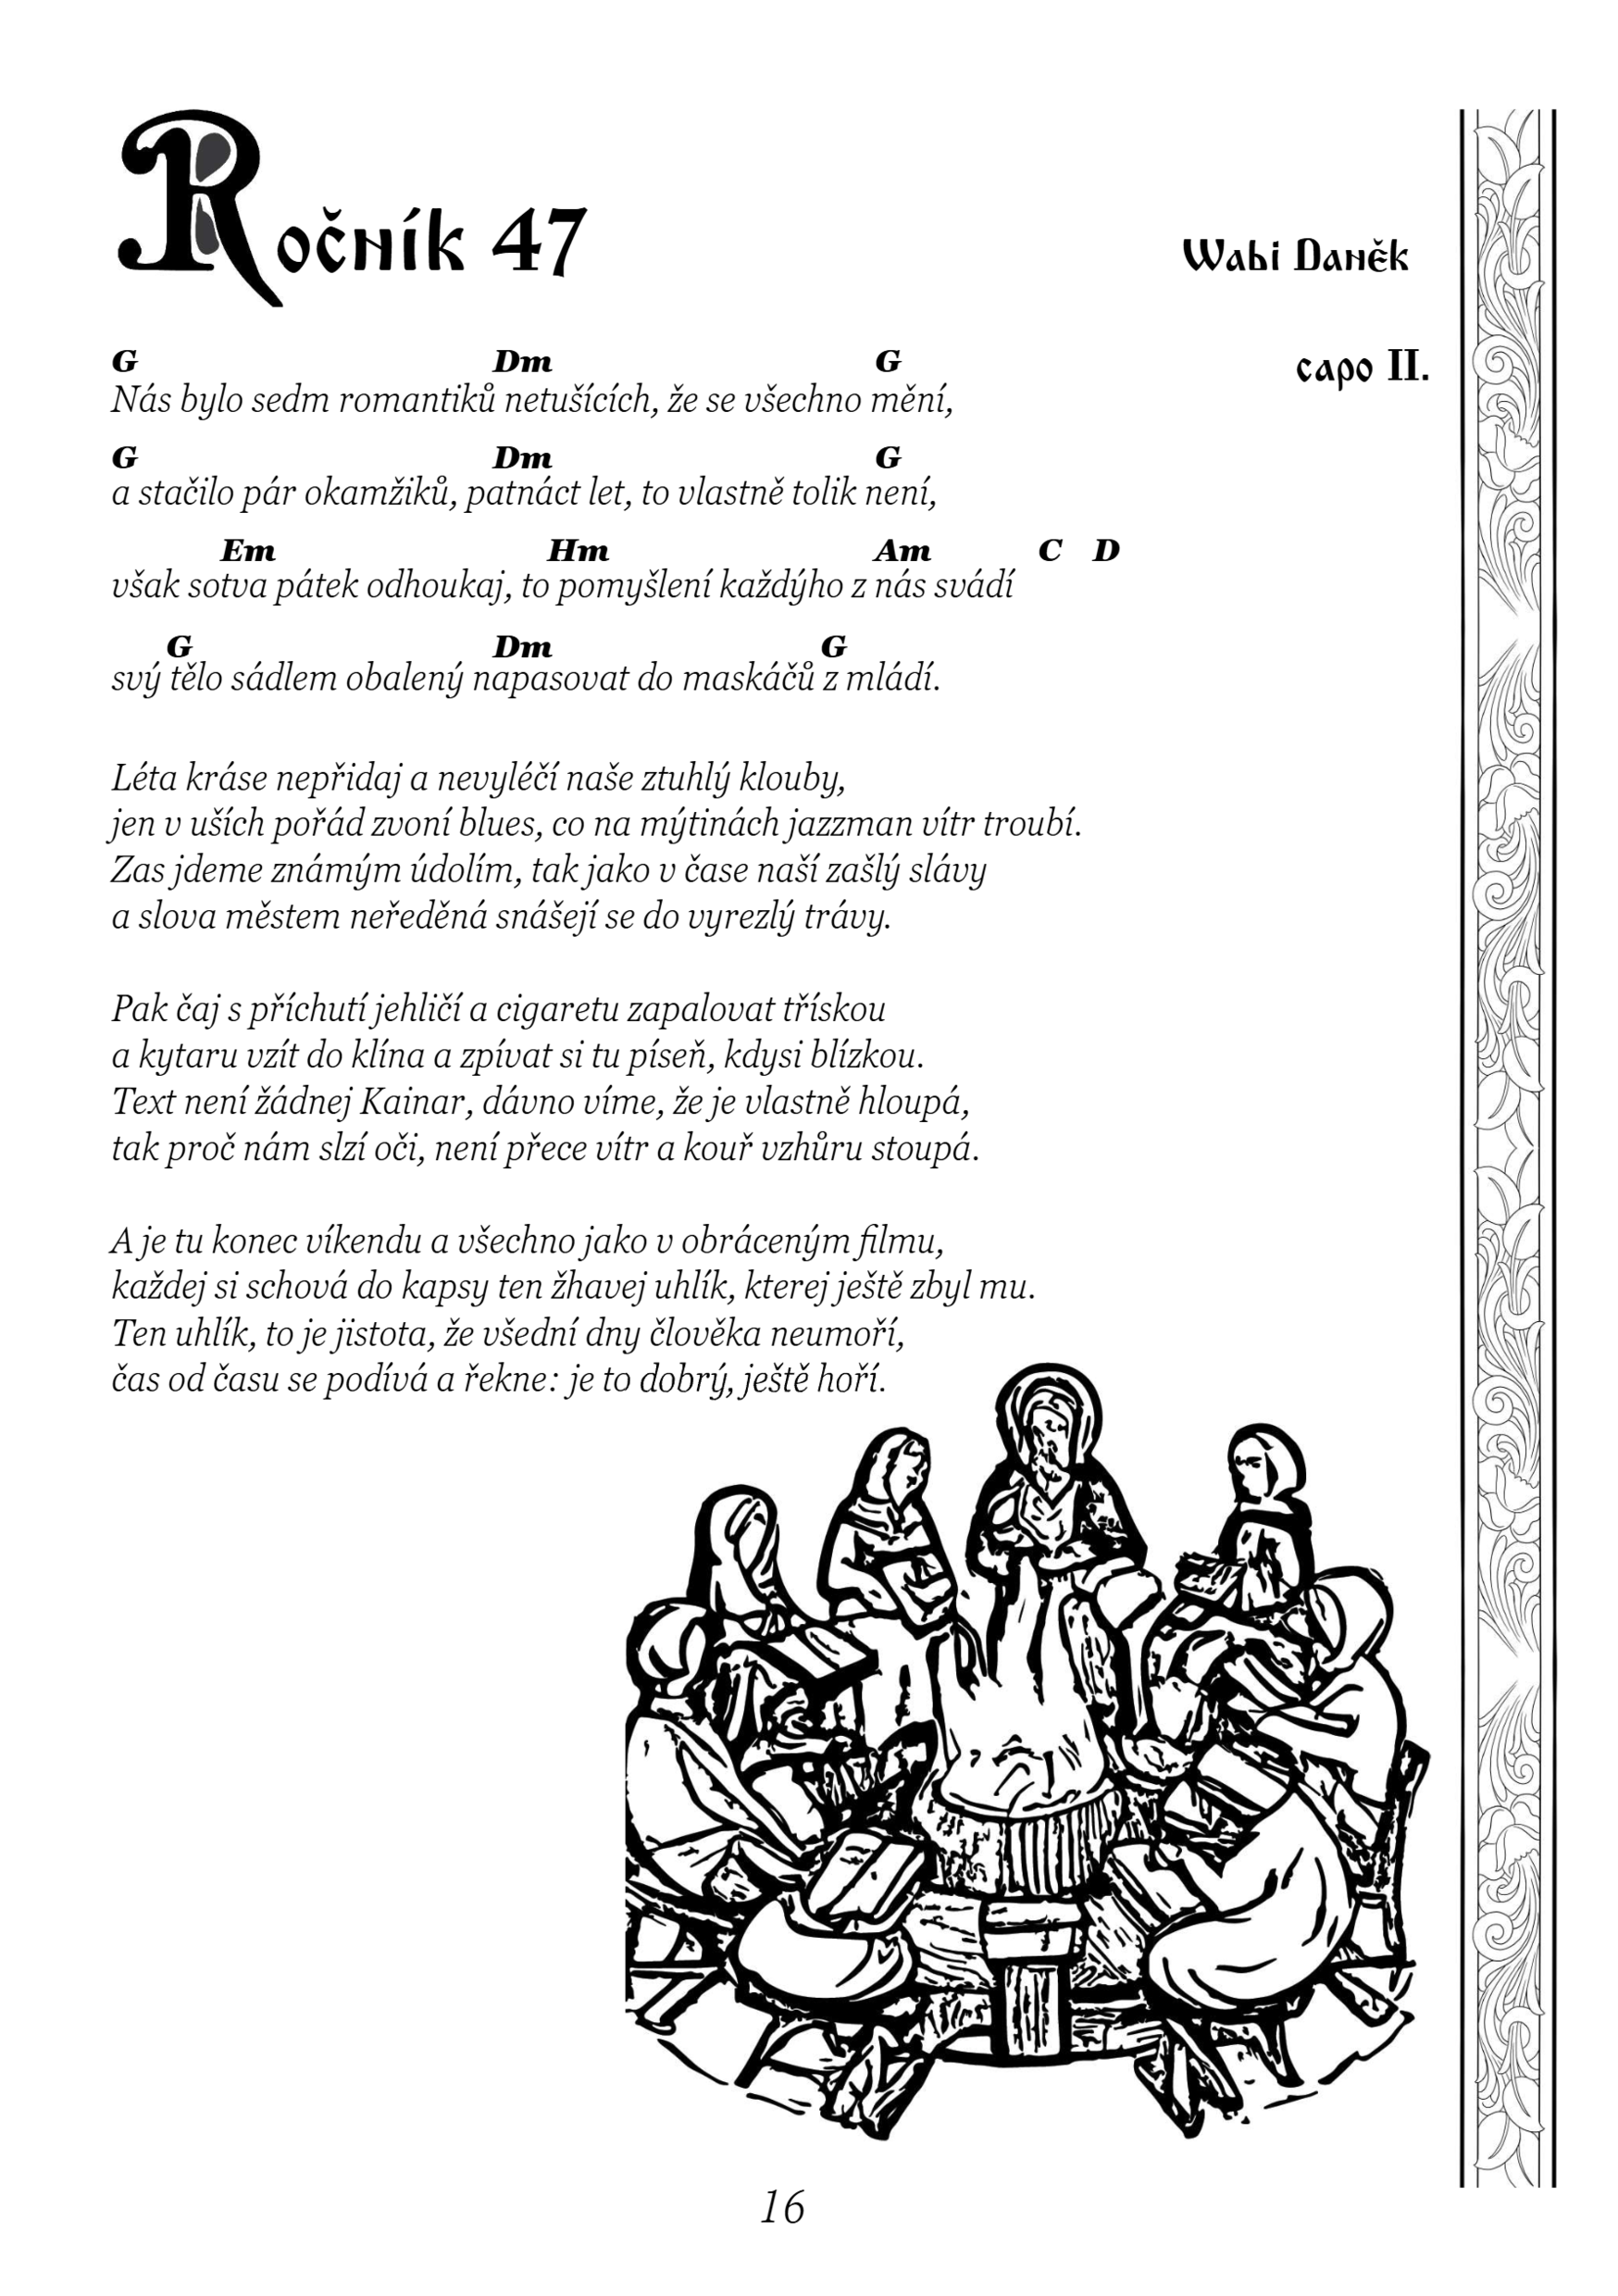 Ročník 47
Wabi Daněk
capo II.
G Dm G
Nás bylo sedm romantiků netušících, že se všechno mění,
G Dm G
a stačilo pár okamžiků, patnáct let, to vlastně tolik není,
Em Hm Am C D
však sotva pátek odhoukaj, to pomyšlení každýho z nás svádí
G Dm G
svý tělo sádlem obalený napasovat do maskáčů z mládí.
Léta kráse nepřidaj a nevyléčí naše ztuhlý klouby,
jen v uších pořád zvoní blues, co na mýtinách jazzman vítr troubí.
Zas jdeme známým údolím, tak jako v čase naší zašlý slávy
a slova městem neředěná snášejí se do vyrezlý trávy.
Pak čaj s příchutí jehličí a cigaretu zapalovat třískou
a kytaru vzít do klína a zpívat si tu píseň, kdysi blízkou.
Text není žádnej Kainar, dávno víme, že je vlastně hloupá,
tak proč nám slzí oči, není přece vítr a kouř vzhůru stoupá.
A je tu konec víkendu a všechno jako v obráceným filmu,
každej si schová do kapsy ten žhavej uhlík, kterej ještě zbyl mu.
Ten uhlík, to je jistota, že všední dny člověka neumoří,
čas od času se podívá a řekne: je to dobrý, ještě hoří.
16